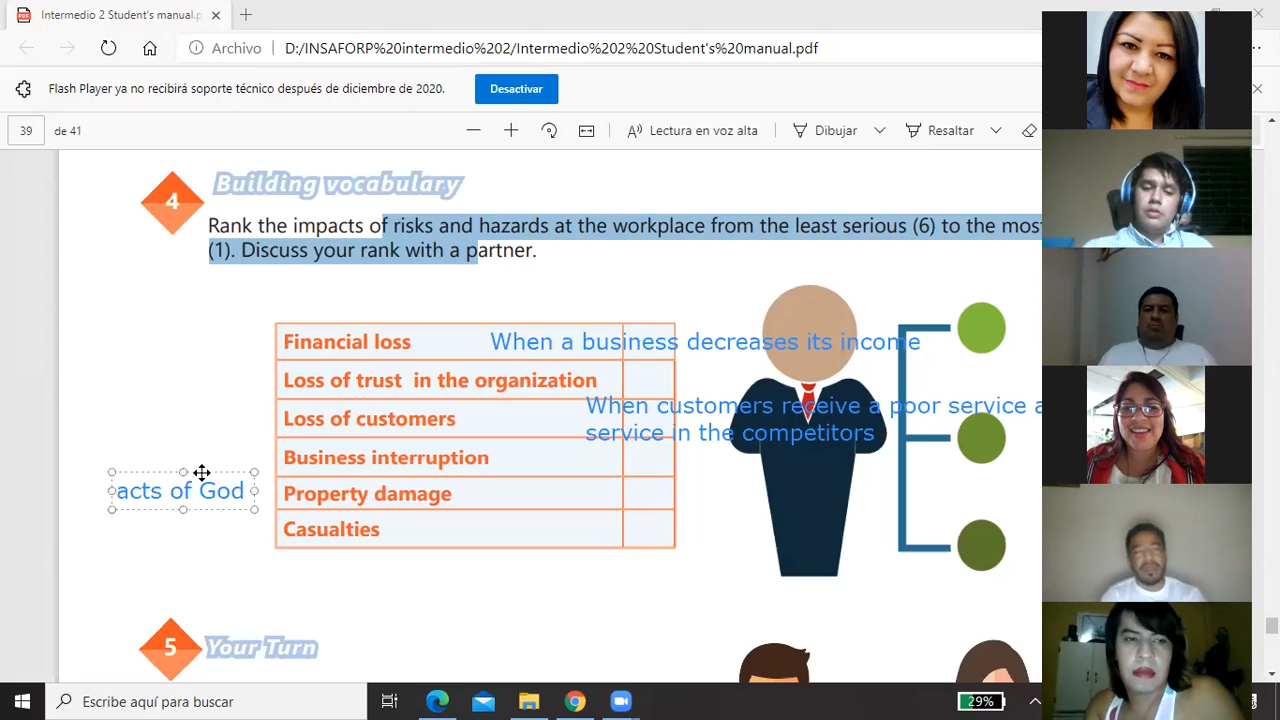 Intermedio 2 Student's manual.p
Archivo D:/INSAFORP%20intermedio%202/Intermedio%202%20Student's%20manual.pdf
Flash Player ya no recibirá soporte técnico después de diciembre de 2020. Desactivar
39 de 41 Lectura en voz alta Dibujar Resaltar
4 Building vocabulary
Rank the impacts of risks and hazards at the workplace from the least serious (6) to the mos
(1). Discuss your rank with a partner.
Financial loss When a business decreases its income
Loss of trust in the organization
When customers receive a poor service a
Loss of customers
service in the competitors
Business interruption
acts of God
Property damage
Casualties
5 Your Turn
Escribe aquí para buscar 29%